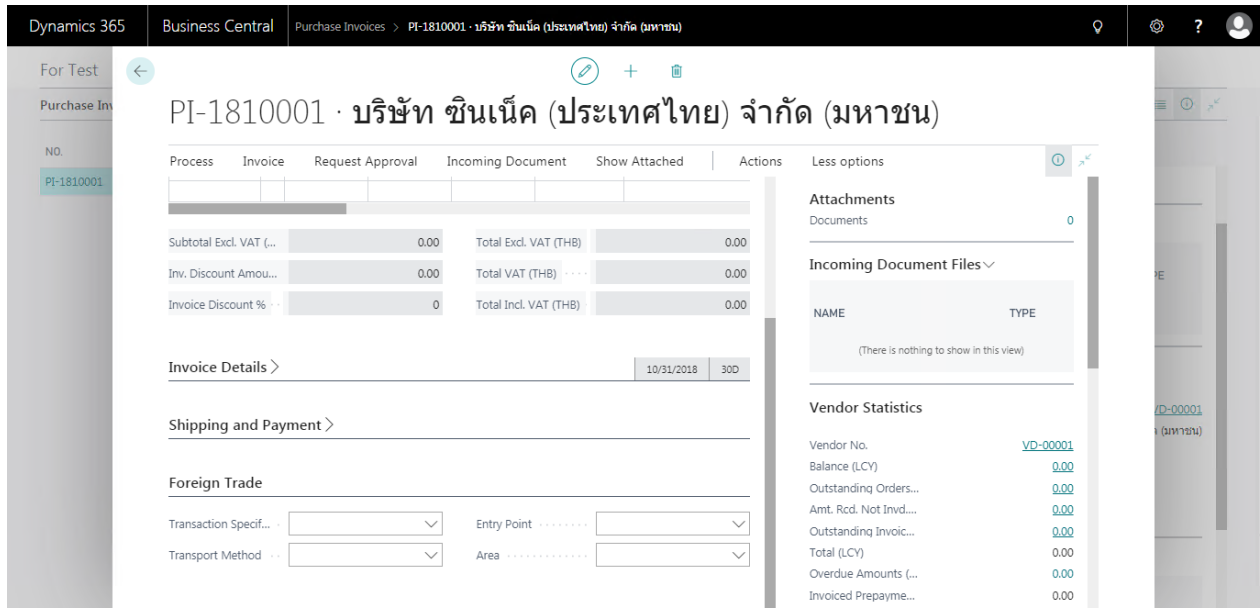 Dynamics 365
Business Central
Purchase Invoices > PI-1810001 · บริษัท ซินเน็ค (ประเทศไทย) จำกัด (มหาชน)
?
For Test
Purchase Inv
NO.
PI-1810001
PI-1810001 · บริษัท ซินเน็ค (ประเทศไทย) จำกัด (มหาชน)
Process Invoice Request Approval Incoming Document Show Attached Actions Less options
Subtotal Excl. VAT (... 0.00 Total Excl. VAT (THB) 0.00
Inv. Discount Amou... 0.00 Total VAT (THB) 0.00
Invoice Discount % 0 Total Incl. VAT (THB) 0.00
Invoice Details > 10/31/2018 30D
Shipping and Payment >
Foreign Trade
Transaction Specif... Entry Point
Transport Method Area
Attachments
Documents 0
Incoming Document Files
NAME TYPE
(There is nothing to show in this view)
Vendor Statistics
Vendor No. VD-00001
Balance (LCY) 0.00
Outstanding Orders... 0.00
Amt. Rcd. Not Invd.... 0.00
Outstanding Invoic... 0.00
Total (LCY) 0.00
Overdue Amounts (... 0.00
Invoiced Prepayme... 0.00
PE
VD-00001
(มหาชน)